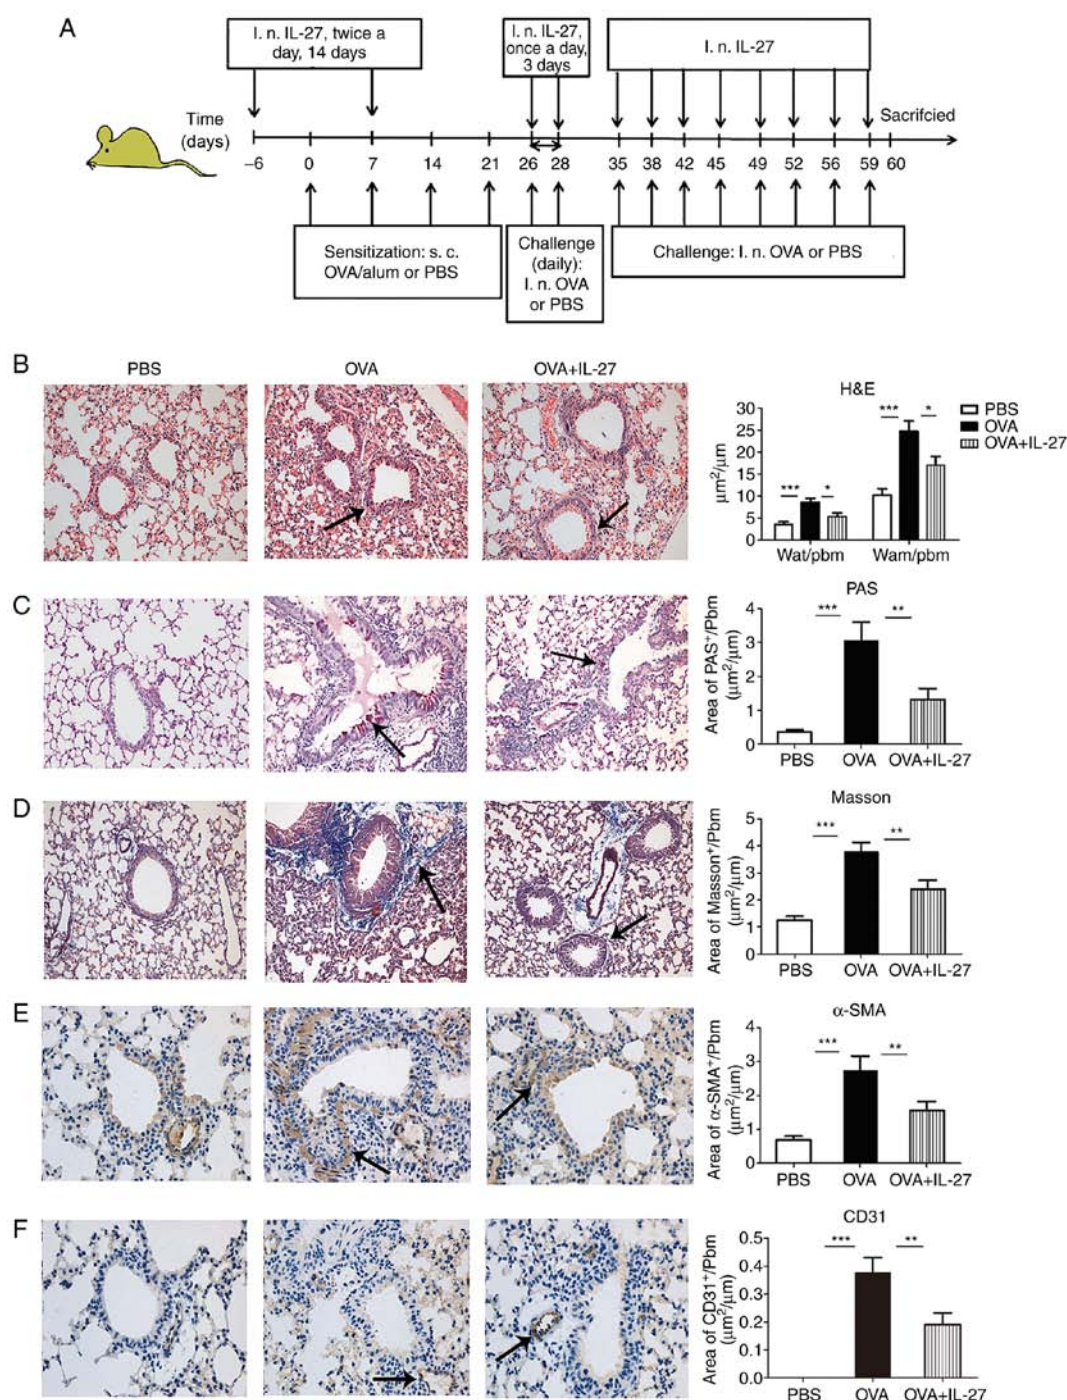 A
I. n. IL-27, twice a
day, 14 days
I. n. IL-27,
once a day,
3 days
I. n. IL-27
Time
(days)
Sacrifcied
−6 0 7 14 21 26 28 35 38 42 45 49 52 56 59 60
Sensitization: s. c.
OVA/alum or PBS
Challenge
(daily):
I. n. OVA
or PBS
Challenge: I. n. OVA or PBS
B
PBS
OVA
OVA+IL-27
H&E
μm²/μm
30
25
20
15
10
5
0
*** * *** *
Wat/pbm Wam/pbm
PBS
OVA
OVA+IL-27
C
PAS
Area of PAS⁺/Pbm
(μm²/μm)
4
3
2
1
0
*** **
PBS OVA OVA+IL-27
D
Masson
Area of Masson⁺/Pbm
(μm²/μm)
5
4
3
2
1
0
*** **
PBS OVA OVA+IL-27
E
α-SMA
Area of α-SMA⁺/Pbm
(μm²/μm)
4
3
2
1
0
*** **
PBS OVA OVA+IL-27
F
CD31
Area of CD31⁺/Pbm
(μm²/μm)
0.5
0.4
0.3
0.2
0.1
0.0
*** **
PBS OVA OVA+IL-27